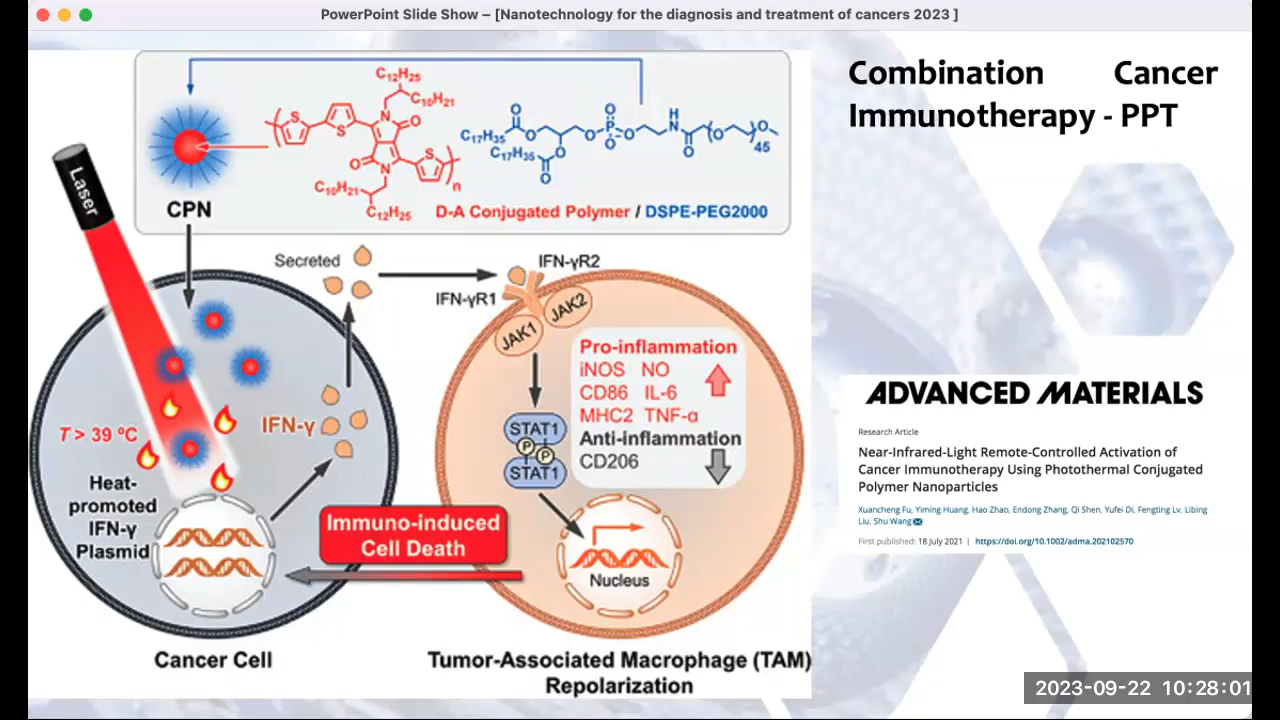 PowerPoint Slide Show – [Nanotechnology for the diagnosis and treatment of cancers 2023 ]
Combination Cancer
Immunotherapy - PPT
C₁₂H₂₅
C₁₀H₂₁
S
S
N
O
O
N
S
n
C₁₀H₂₁
C₁₂H₂₅
C₁₇H₃₅
O
O
O
C₁₇H₃₅
O
O
O
P
O
O
H
N
O
O
O
45
CPN
D-A Conjugated Polymer / DSPE-PEG2000
Laser
Secreted
IFN-γR2
IFN-γR1
JAK1
JAK2
Pro-inflammation
iNOS NO
CD86 IL-6
MHC2 TNF-α
Anti-inflammation
CD206
STAT1
P
P
STAT1
T > 39 ºC
IFN-γ
Heat-
promoted
IFN-γ
Plasmid
Immuno-induced
Cell Death
Nucleus
Cancer Cell
Tumor-Associated Macrophage (TAM)
Repolarization
ADVANCED MATERIALS
Research Article
Near-Infrared-Light Remote-Controlled Activation of
Cancer Immunotherapy Using Photothermal Conjugated
Polymer Nanoparticles
Xuancheng Fu, Yiming Huang, Hao Zhao, Endong Zhang, Qi Shen, Yufei Di, Fengting Lv, Libing
Liu, Shu Wang
First published: 18 July 2021 | https://doi.org/10.1002/adma.202102570
2023-09-22 10:28:01